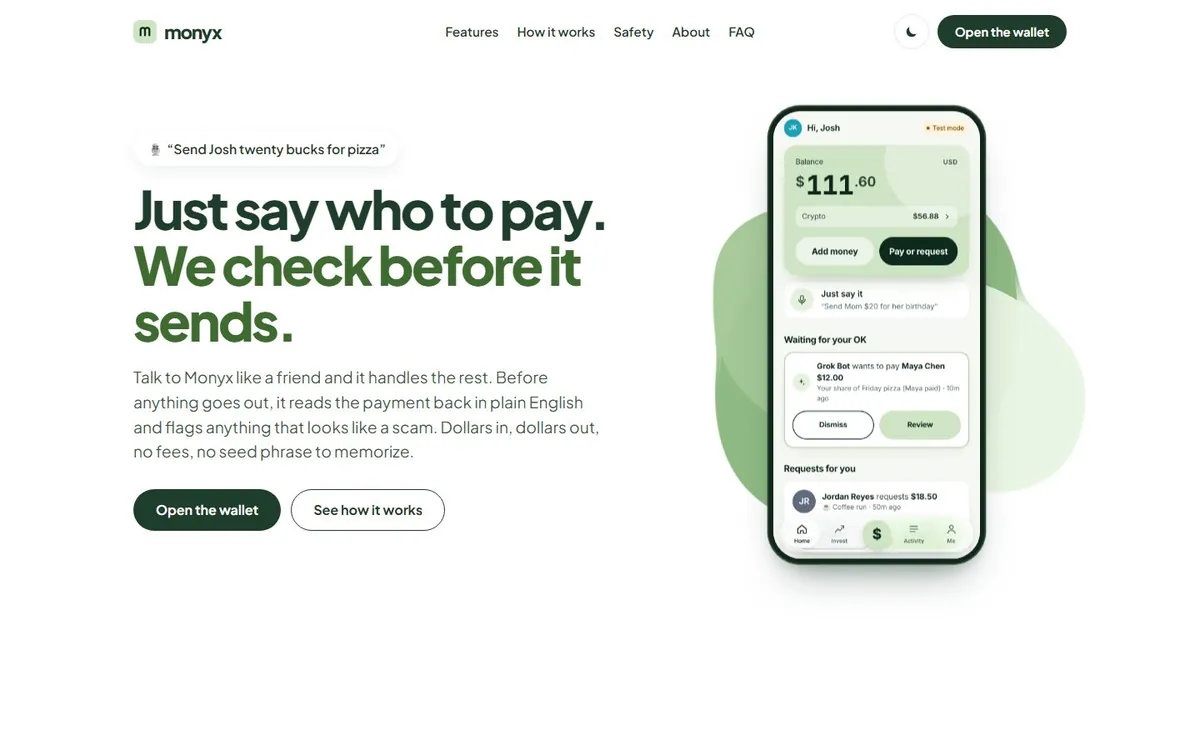 m monyx
Features How it works Safety About FAQ
Open the wallet
“Send Josh twenty bucks for pizza”
Just say who to pay.
We check before it
sends.
Talk to Monyx like a friend and it handles the rest. Before
anything goes out, it reads the payment back in plain English
and flags anything that looks like a scam. Dollars in, dollars out,
no fees, no seed phrase to memorize.
Open the wallet
See how it works
JK Hi, Josh
Test mode
Balance USD
$111.60
Crypto $56.88 ›
Add money
Pay or request
Just say it
“Send Mom $20 for her birthday”
Waiting for your OK
Grok Bot wants to pay Maya Chen
$12.00
Your share of Friday pizza (Maya paid) · 10m
ago
Dismiss
Review
Requests for you
JR
Jordan Reyes requests $18.50
Coffee run · 50m ago
Home Invest $ Activity Me